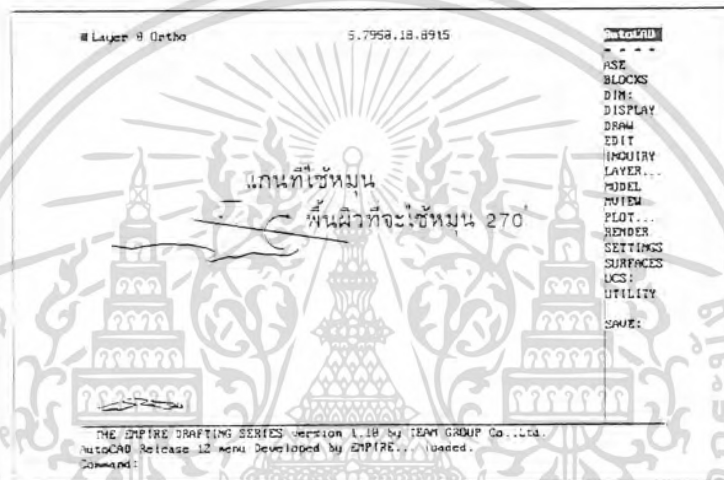 Layer 0 Ortho
5.7958,18.8915
AutoCAD
* * * *
ASE
BLOCKS
DIM:
DISPLAY
DRAW
EDIT
INQUIRY
LAYER...
MODEL
MVIEW
PLOT...
RENDER
SETTINGS
SURFACES
UCS:
UTILITY
SAVE:
แกนที่ใช้หมุน
พื้นผิวที่จะใช้หมุน 270°
THE EMPIRE DRAFTING SERIES version 1.10 by TEAM GROUP Co.,Ltd.
AutoCAD Release 12 menu Developed by EMPIRE... loaded.
Command: